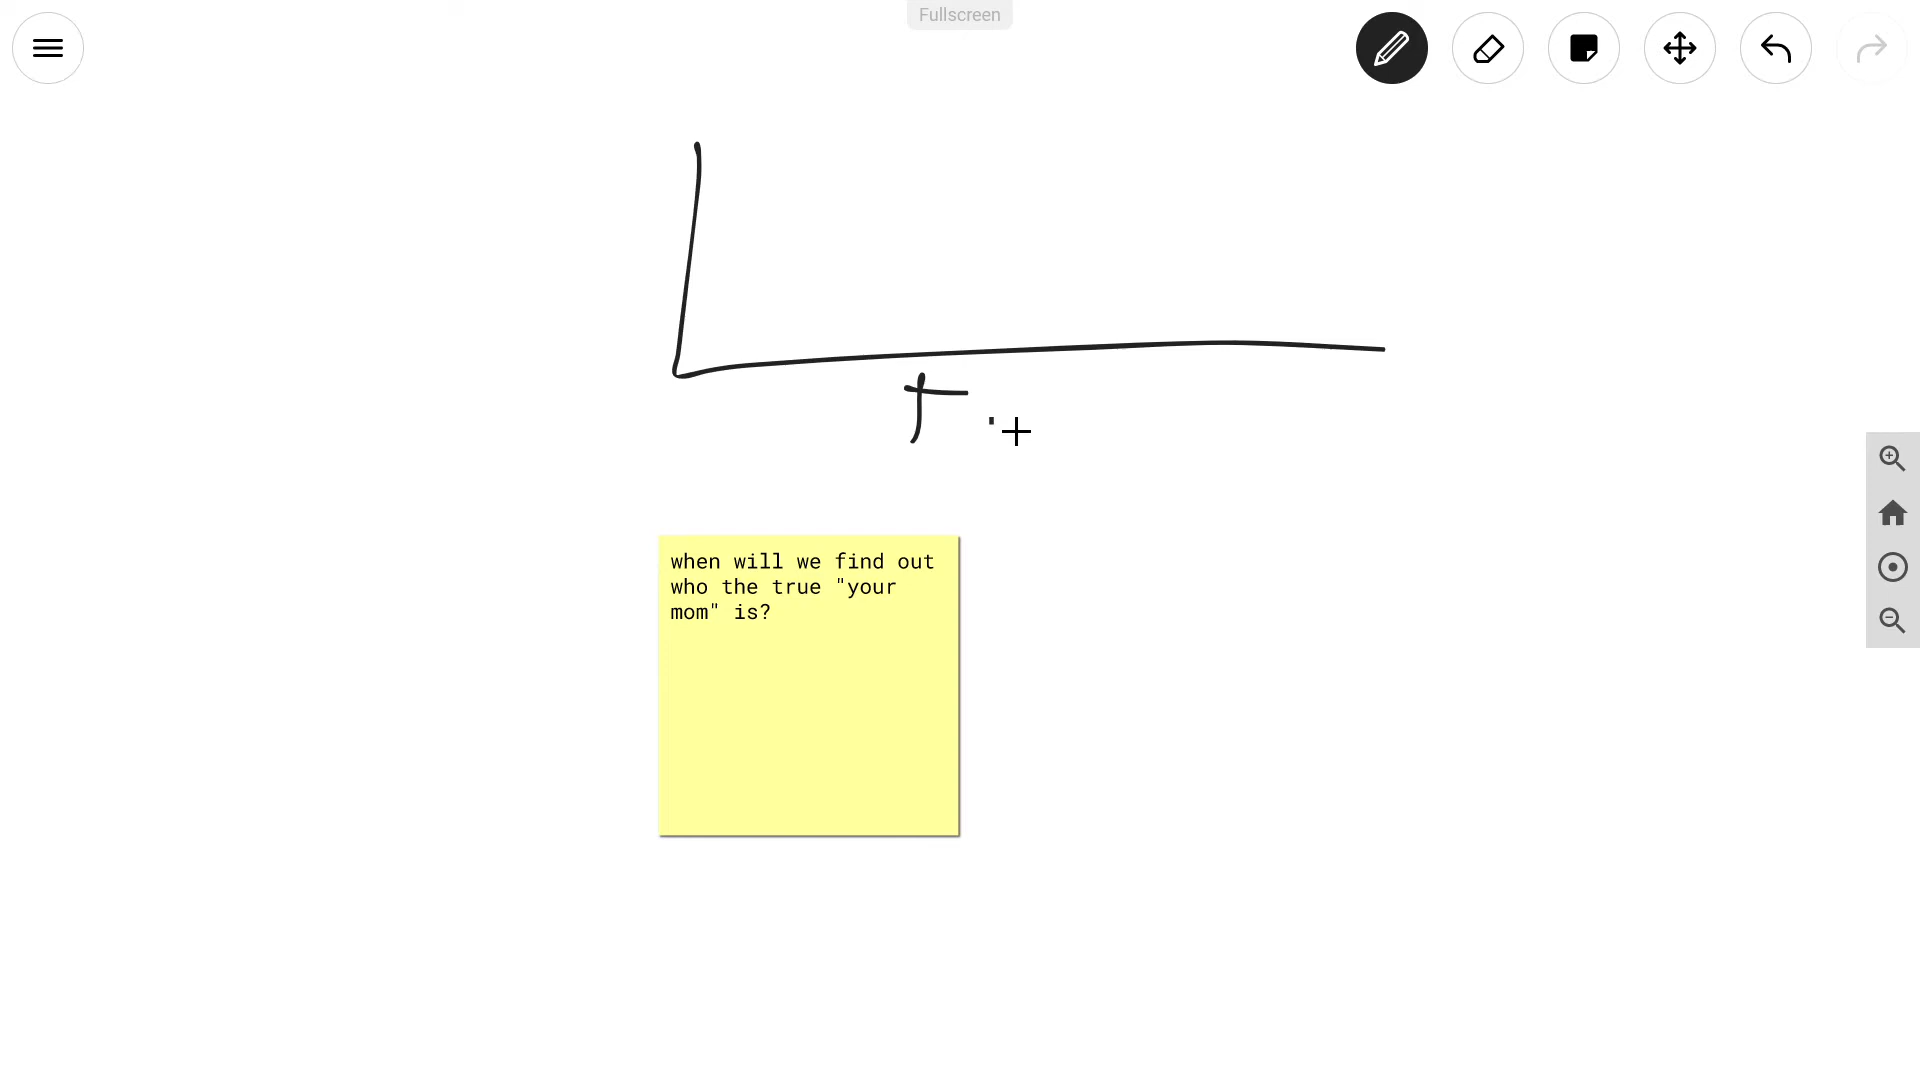 Fullscreen
t
when will we find out
who the true "your
mom" is?